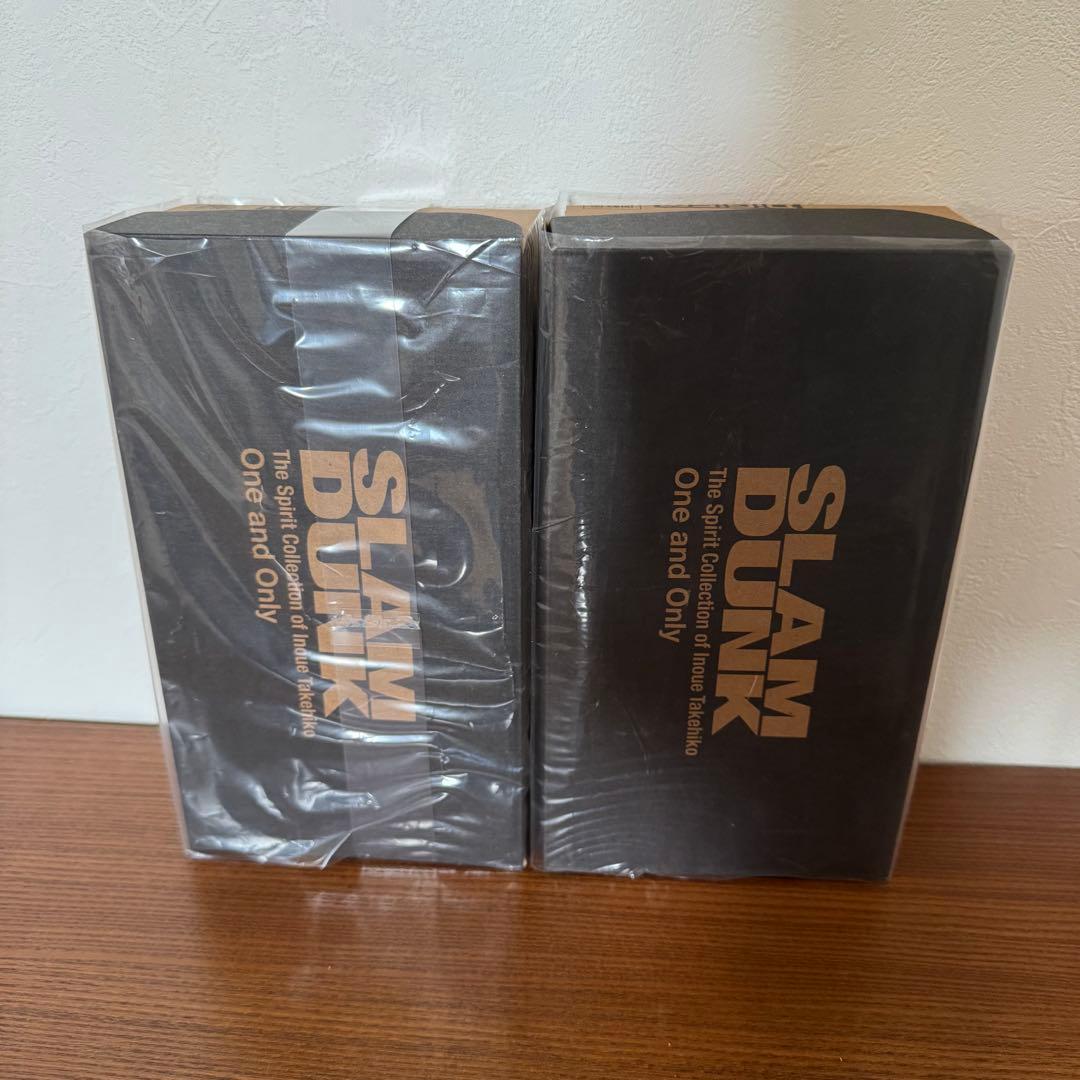 SLAM
DUNK
The Spirit Collection of Inoue Takehiko
One and Only
SLAM
DUNK
The Spirit Collection of Inoue Takehiko
One and Only